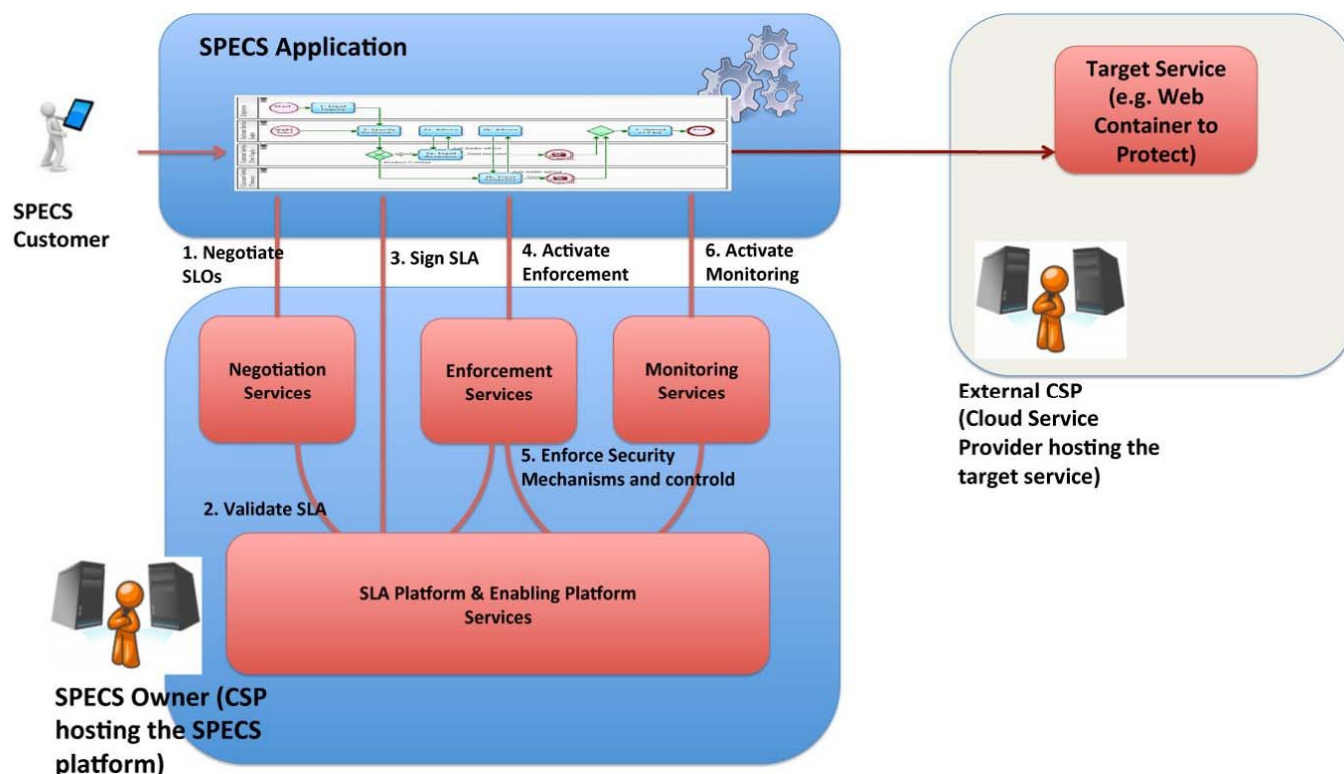 SPECS Application
SPECS
Customer
Target Service
(e.g. Web
Container to
Protect)
1. Negotiate
SLOs
3. Sign SLA
4. Activate
Enforcement
6. Activate
Monitoring
Negotiation
Services
Enforcement
Services
Monitoring
Services
External CSP
(Cloud Service
Provider hosting the
target service)
5. Enforce Security
Mechanisms and controld
2. Validate SLA
SLA Platform & Enabling Platform
Services
SPECS Owner (CSP
hosting the SPECS
platform)